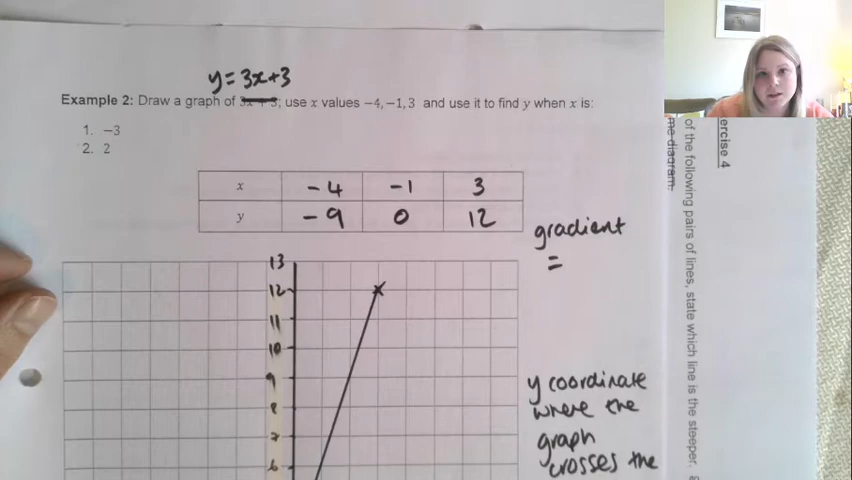 y = 3x+3
Example 2: Draw a graph of 3x + 3; use x values −4, −1, 3 and use it to find y when x is:
1. −3
2. 2
x −4 −1 3
y −9 0 12
gradient
=
13
12
11
10
9
8
7
6
y coordinate
where the
graph
crosses the
ercise 4
of the following pairs of lines, state which line is the steeper.
me diagram.